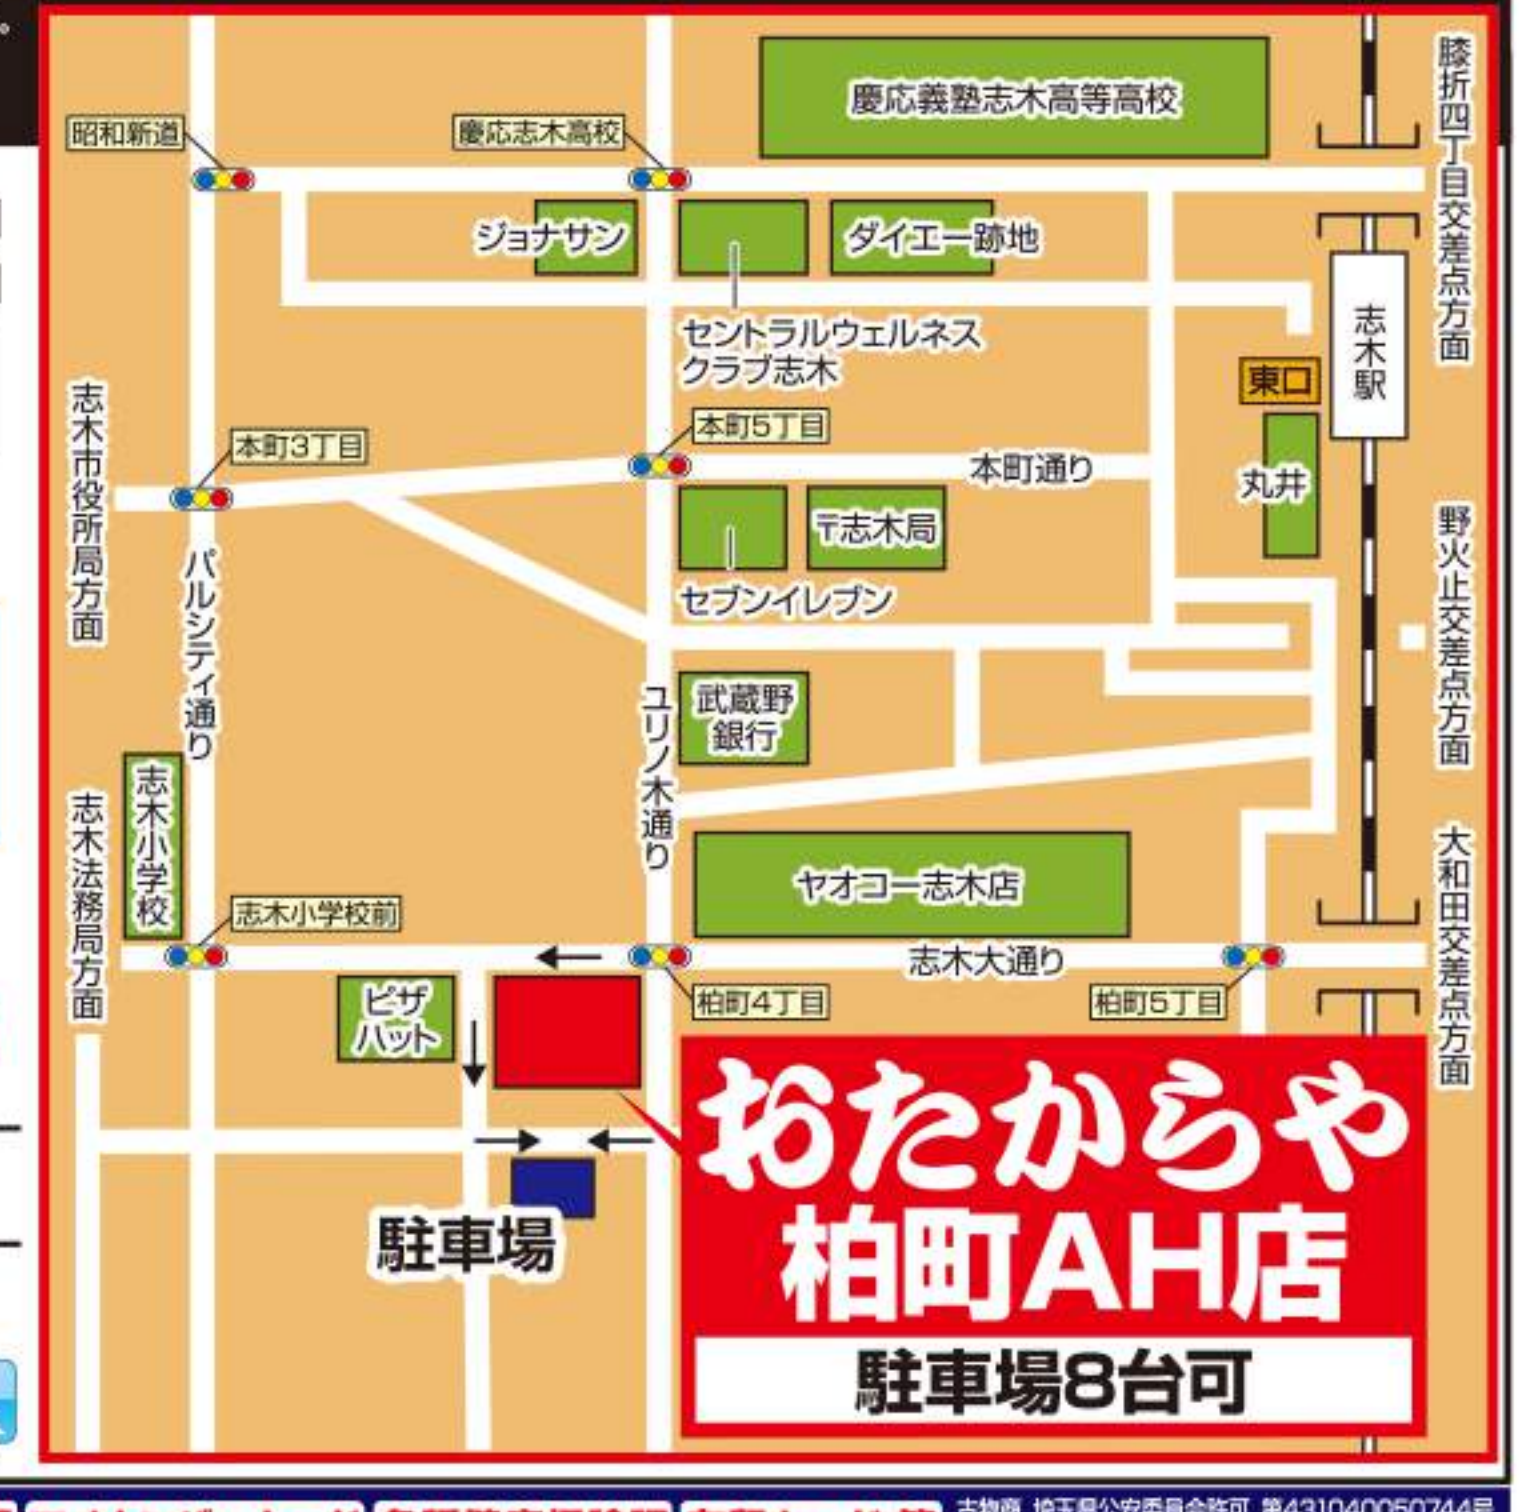 慶応義塾志木高等高校
膝折四丁目交差点方面
昭和新道
慶応志木高校
ジョナサン
ダイエー跡地
セントラルウェルネス
クラブ志木
志木駅
東口
丸井
志木市役所局方面
本町3丁目
本町5丁目
本町通り
〒志木局
セブンイレブン
野火止交差点方面
パルシティ通り
ユリノ木通り
武蔵野
銀行
志木小学校
志木法務局方面
ヤオコー志木店
大和田交差点方面
志木小学校前
志木大通り
柏町4丁目
柏町5丁目
ピザ
ハット
おたからや
柏町AH店
駐車場8台可
駐車場